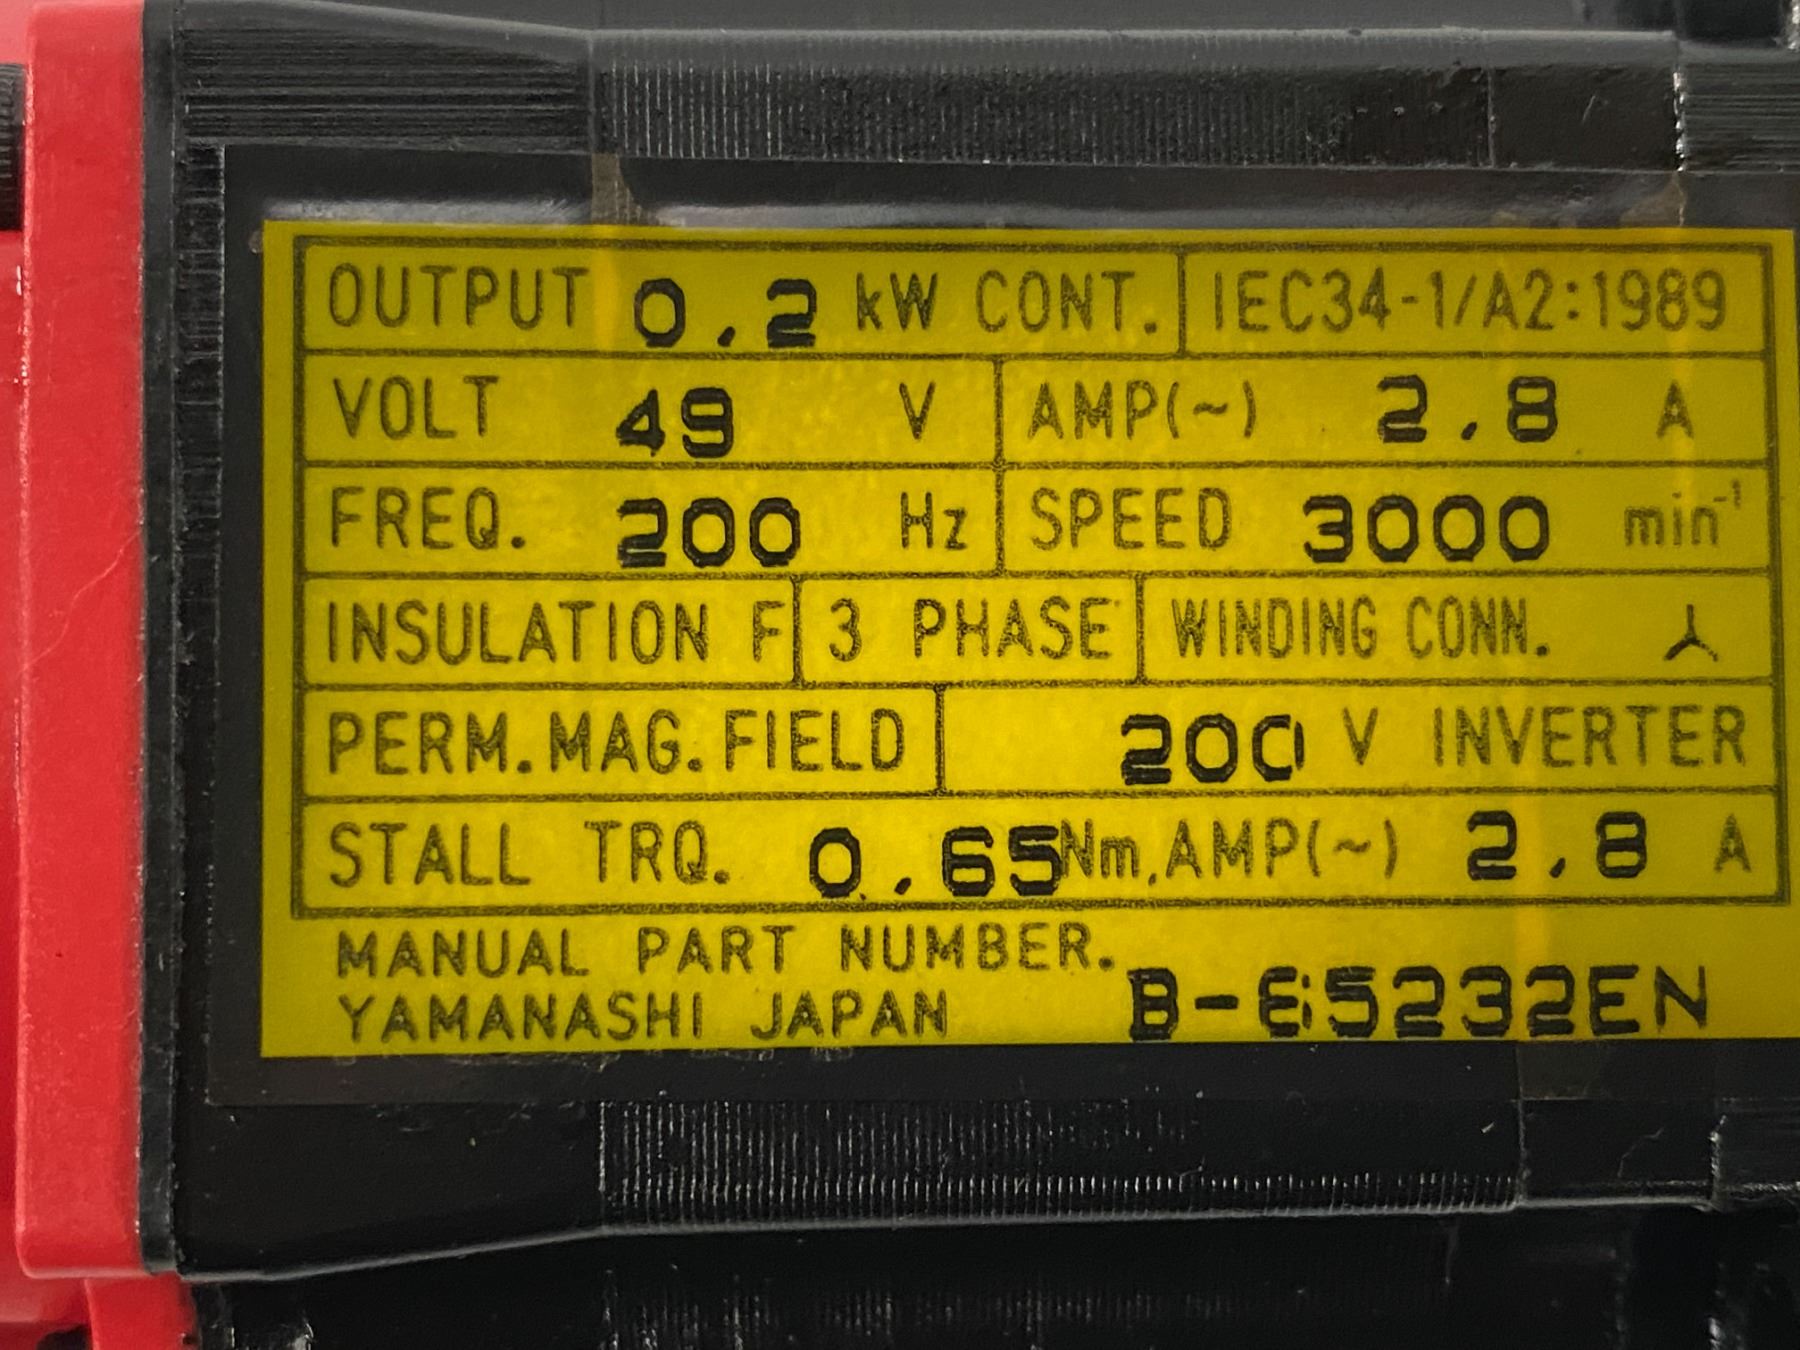 OUTPUT 0.2 kW CONT. IEC34-1/A2:1989
VOLT 49 V AMP(~) 2.8 A
FREQ. 200 Hz SPEED 3000 min⁻¹
INSULATION F 3 PHASE WINDING CONN.
PERM.MAG.FIELD 200 V INVERTER
STALL TRQ. 0.65Nm,AMP(~) 2.8 A
MANUAL PART NUMBER.
YAMANASHI JAPAN B-65232EN